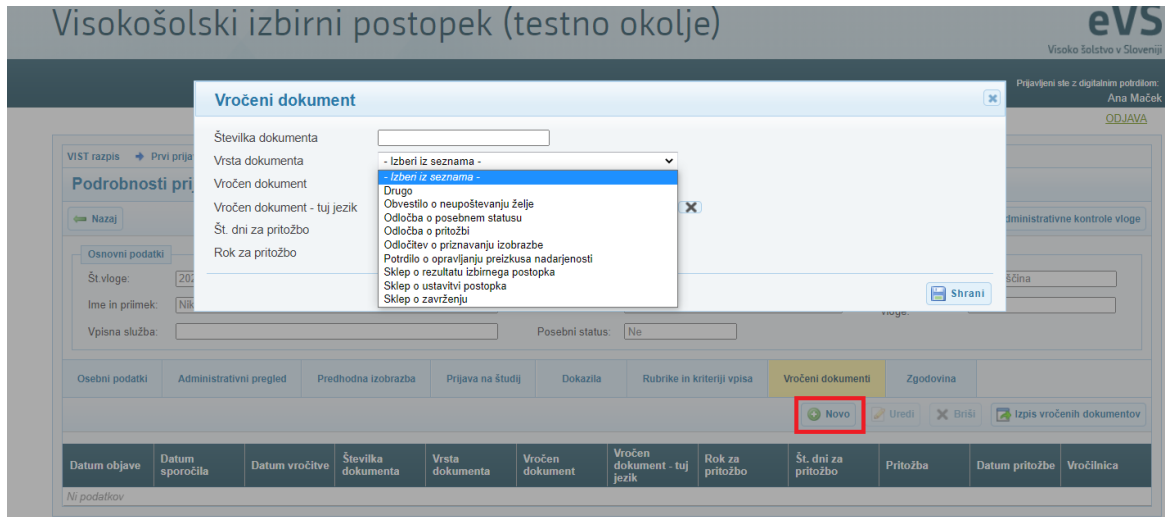 Visokošolski izbirni postopek (testno okolje)
eVS
Visoko šolstvo v Sloveniji
Prijavljeni ste z digitalnim potrdilom:
Ana Maček
ODJAVA
Vročeni dokument
Številka dokumenta
Vrsta dokumenta
- Izberi iz seznama -
- Izberi iz seznama -
Drugo
Obvestilo o neupoštevanju želje
Odločba o posebnem statusu
Odločba o pritožbi
Odločitev o priznavanju izobrazbe
Potrdilo o opravljanju preizkusa nadarjenosti
Sklep o rezultatu izbirnega postopka
Sklep o ustavitvi postopka
Sklep o zavrženju
Vročen dokument
Vročen dokument - tuj jezik
Št. dni za pritožbo
Rok za pritožbo
Shrani
VIST razpis Prvi prija
Podrobnosti pri
Nazaj
dministrativne kontrole vloge
Osnovni podatki
Št.vloge: 202 ščina
Ime in priimek: Nik vloge:
Vpisna služba: Posebni status: Ne
Osebni podatki Administrativni pregled Predhodna izobrazba Prijava na študij Dokazila Rubrike in kriteriji vpisa Vročeni dokumenti Zgodovina
Novo Uredi Briši Izpis vročenih dokumentov
Datum objave Datum sporočila Datum vročitve Številka dokumenta Vrsta dokumenta Vročen dokument Vročen dokument - tuj jezik Rok za pritožbo Št. dni za pritožbo Pritožba Datum pritožbe Vročilnica
Ni podatkov